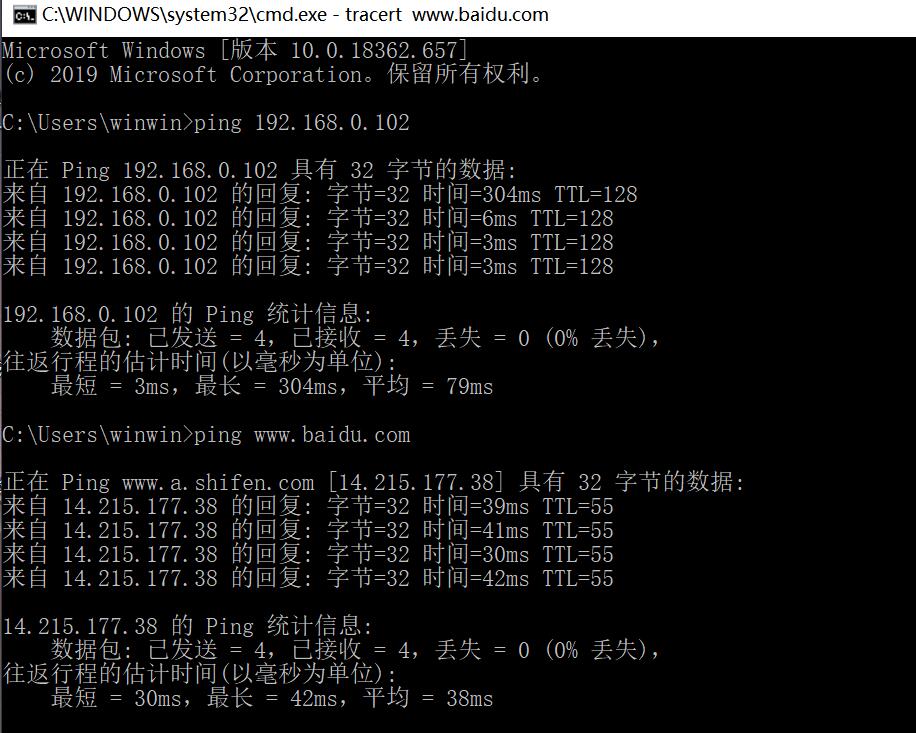 C:\WINDOWS\system32\cmd.exe - tracert  www.baidu.com
Microsoft Windows [版本 10.0.18362.657]
(c) 2019 Microsoft Corporation。保留所有权利。
C:\Users\winwin>ping 192.168.0.102
正在 Ping 192.168.0.102 具有 32 字节的数据:
来自 192.168.0.102 的回复: 字节=32 时间=304ms TTL=128
来自 192.168.0.102 的回复: 字节=32 时间=6ms TTL=128
来自 192.168.0.102 的回复: 字节=32 时间=3ms TTL=128
来自 192.168.0.102 的回复: 字节=32 时间=3ms TTL=128
192.168.0.102 的 Ping 统计信息:
    数据包: 已发送 = 4，已接收 = 4，丢失 = 0 (0% 丢失)，
往返行程的估计时间(以毫秒为单位):
    最短 = 3ms，最长 = 304ms，平均 = 79ms
C:\Users\winwin>ping www.baidu.com
正在 Ping www.a.shifen.com [14.215.177.38] 具有 32 字节的数据:
来自 14.215.177.38 的回复: 字节=32 时间=39ms TTL=55
来自 14.215.177.38 的回复: 字节=32 时间=41ms TTL=55
来自 14.215.177.38 的回复: 字节=32 时间=30ms TTL=55
来自 14.215.177.38 的回复: 字节=32 时间=42ms TTL=55
14.215.177.38 的 Ping 统计信息:
    数据包: 已发送 = 4，已接收 = 4，丢失 = 0 (0% 丢失)，
往返行程的估计时间(以毫秒为单位):
    最短 = 30ms，最长 = 42ms，平均 = 38ms